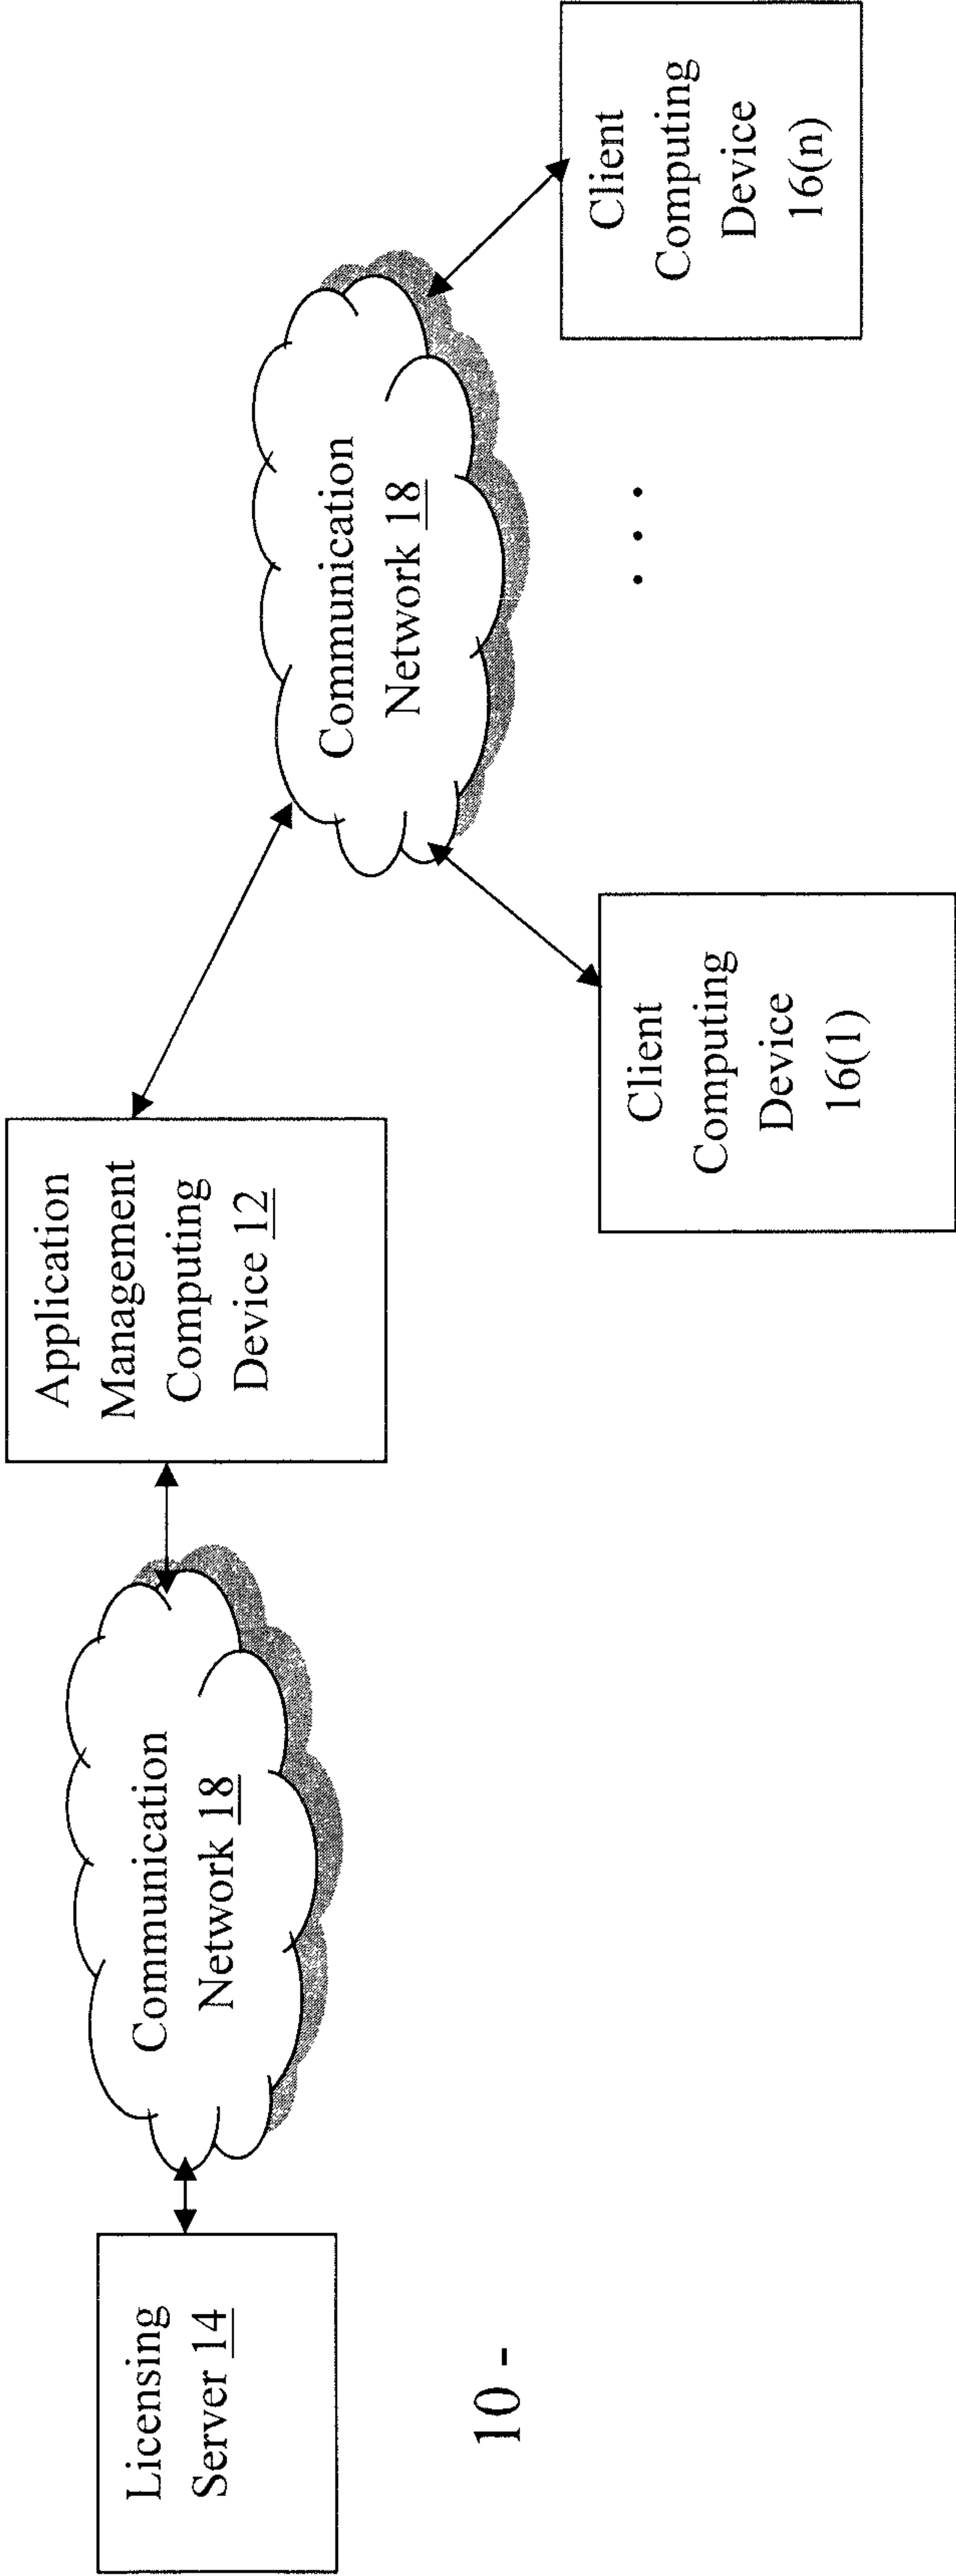 Licensing
Server 14
Communication
Network 18
Application
Management
Computing
Device 12
Communication
Network 18
Client
Computing
Device
16(1)
. . .
Client
Computing
Device
16(n)
10 -